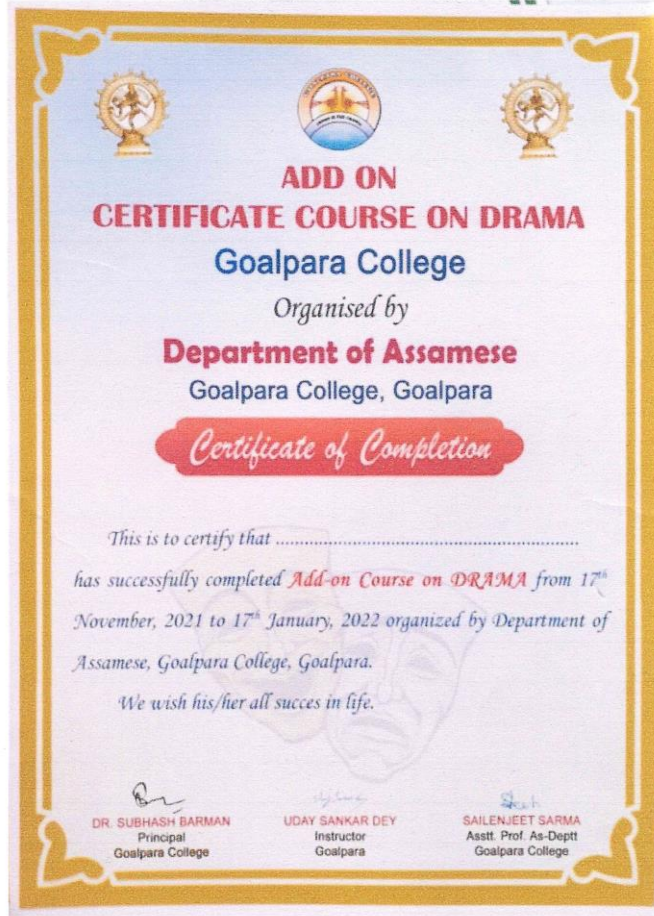 ADD ON
CERTIFICATE COURSE ON DRAMA
Goalpara College
Organised by
Department of Assamese
Goalpara College, Goalpara
Certificate of Completion
This is to certify that ..............................................................
has successfully completed Add-on Course on DRAMA from 17th
November, 2021 to 17th January, 2022 organized by Department of
Assamese, Goalpara College, Goalpara.
We wish his/her all succes in life.
DR. SUBHASH BARMAN
Principal
Goalpara College
UDAY SANKAR DEY
Instructor
Goalpara
SAILENJEET SARMA
Asstt. Prof. As-Deptt
Goalpara College